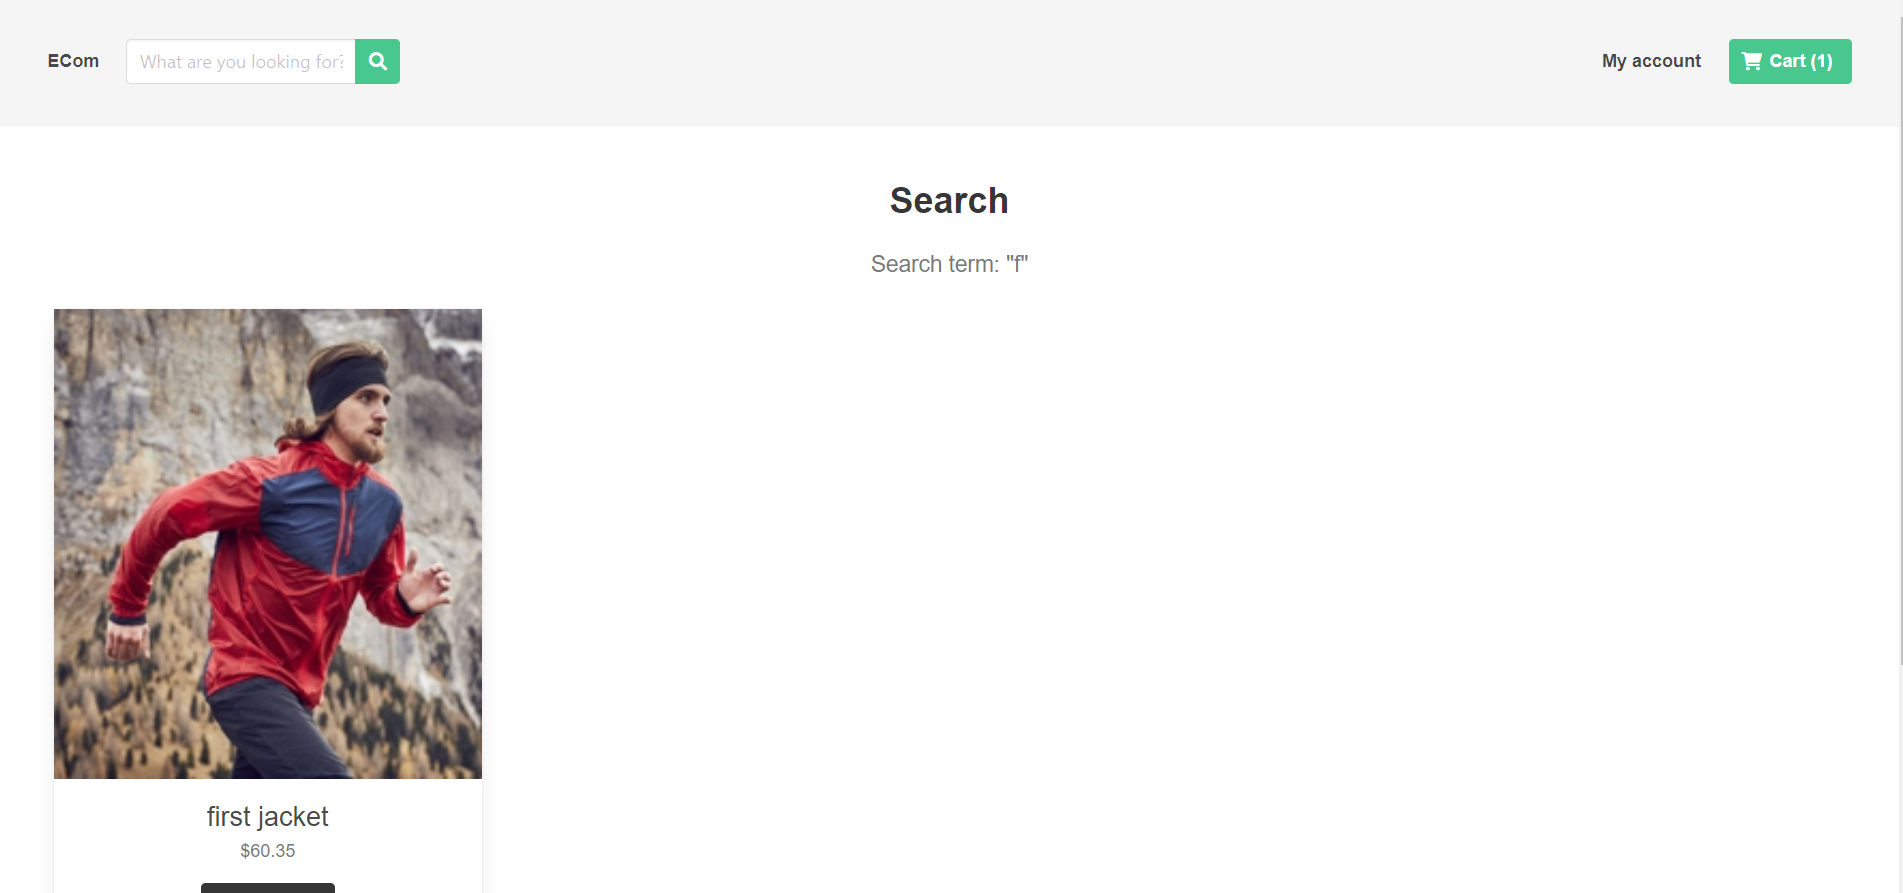 ECom
What are you looking for?
My account
Cart (1)
Search
Search term: "f"
first jacket
$60.35